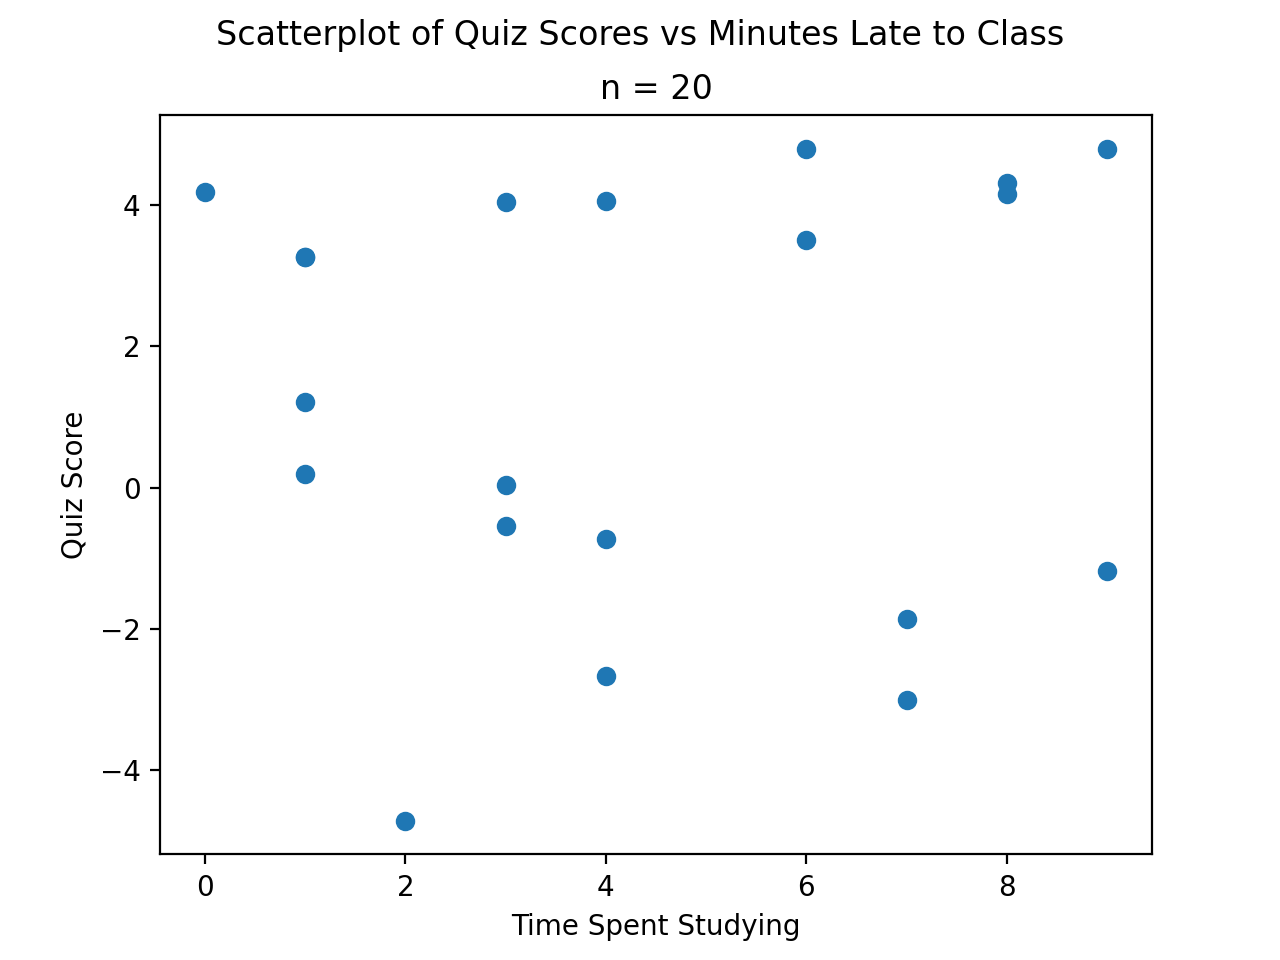 Scatterplot of Quiz Scores vs Minutes Late to Class
n = 20
4
2
0
−2
−4
Quiz Score
0 2 4 6 8
Time Spent Studying